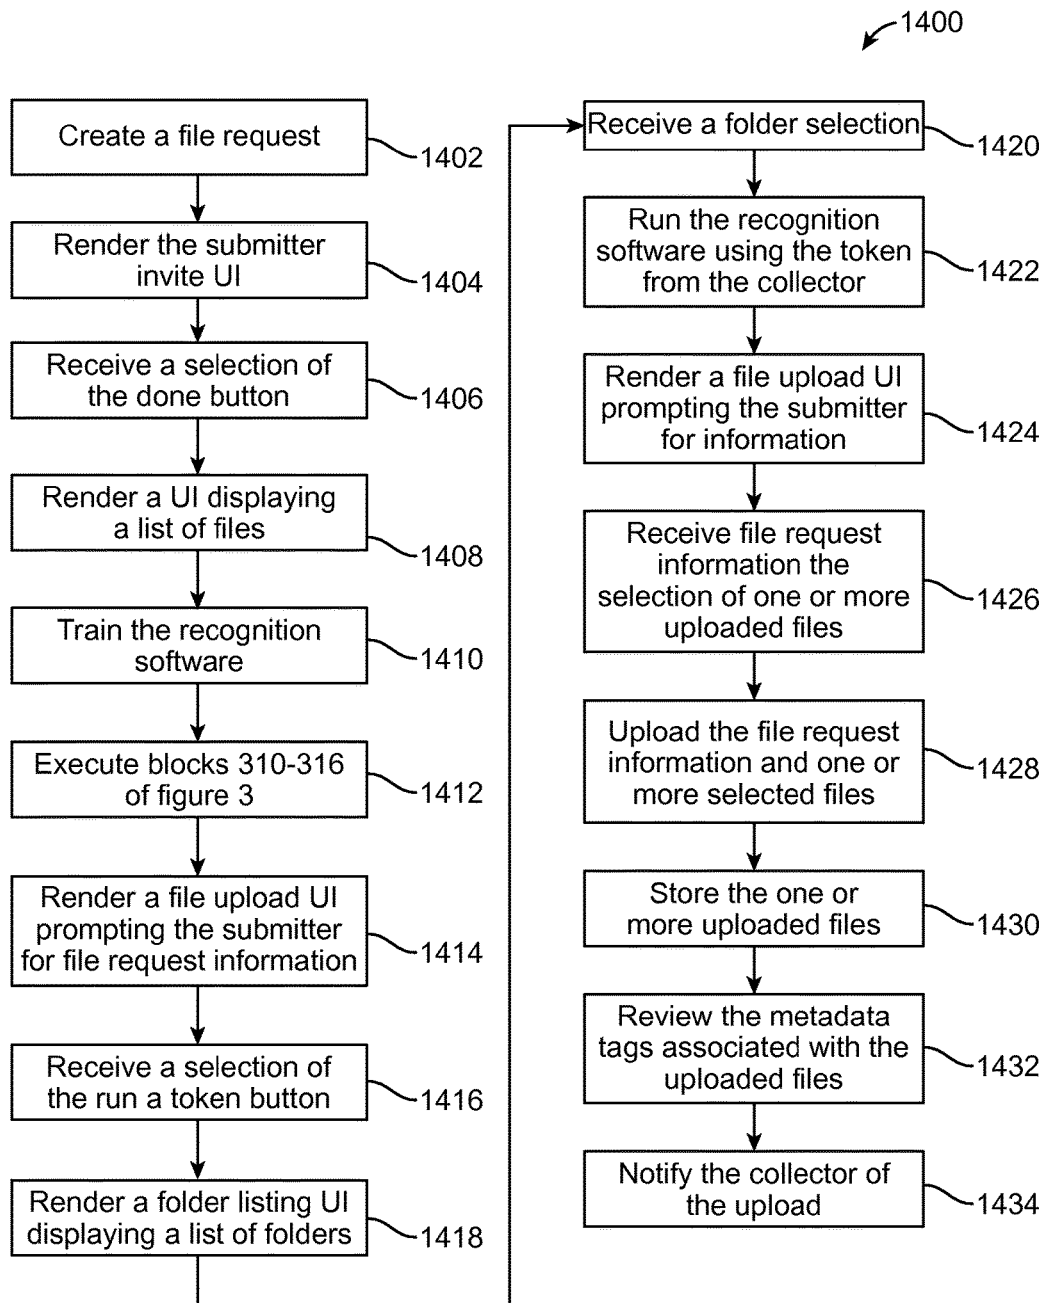 1400
Create a file request
1402
Render the submitter
invite UI
1404
Receive a selection of
the done button
1406
Render a UI displaying
a list of files
1408
Train the recognition
software
1410
Execute blocks 310-316
of figure 3
1412
Render a file upload UI
prompting the submitter
for file request information
1414
Receive a selection of
the run a token button
1416
Render a folder listing UI
displaying a list of folders
1418
Receive a folder selection
1420
Run the recognition
software using the token
from the collector
1422
Render a file upload UI
prompting the submitter
for information
1424
Receive file request
information the
selection of one or more
uploaded files
1426
Upload the file request
information and one or
more selected files
1428
Store the one or
more uploaded files
1430
Review the metadata
tags associated with the
uploaded files
1432
Notify the collector of
the upload
1434